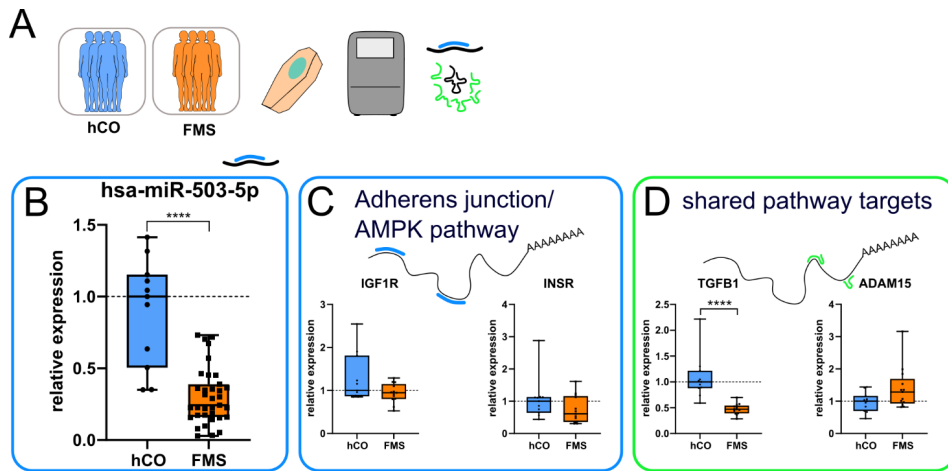 A
hCO
FMS
B
hsa-miR-503-5p
****
relative expression
1.5
1.0
0.5
0.0
hCO
FMS
C
Adherens junction/
AMPK pathway
AAAAAAAA
IGF1R
relative expression
3
2
1
0
hCO
FMS
INSR
relative expression
4
3
2
1
0
hCO
FMS
D
shared pathway targets
AAAAAAAA
TGFB1
****
relative expression
2.5
2.0
1.5
1.0
0.5
0.0
hCO
FMS
ADAM15
relative expression
4
3
2
1
0
hCO
FMS